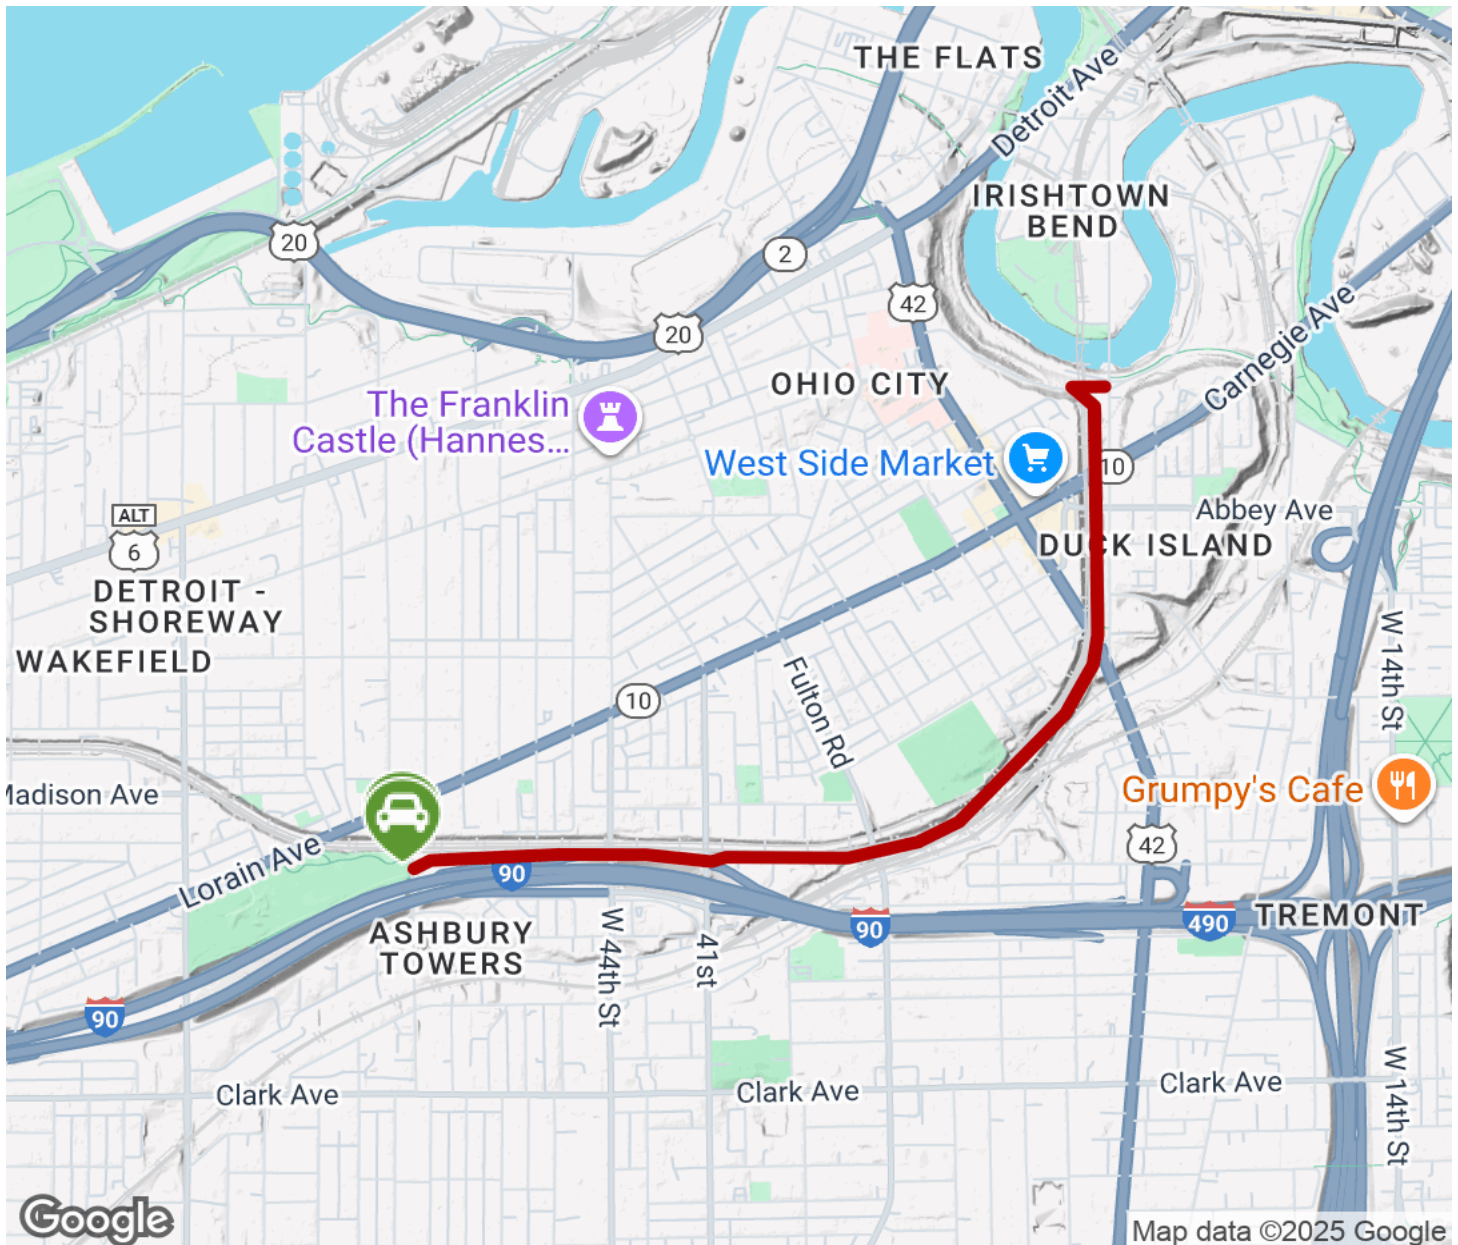 THE FLATS
Detroit Ave
IRISHTOWN
BEND
20
2
42
20
Carnegie Ave
OHIO CITY
The Franklin
Castle (Hannes...
West Side Market
10
ALT
6
Abbey Ave
DUCK ISLAND
DETROIT -
SHOREWAY
WAKEFIELD
W 14th St
10
Fulton Rd
Madison Ave
Grumpy's Cafe
Lorain Ave
42
90
90
490
TREMONT
ASHBURY
TOWERS
W 44th St
41st
90
Clark Ave
Clark Ave
Clark Ave
W 14th St
Google
Map data ©2025 Google